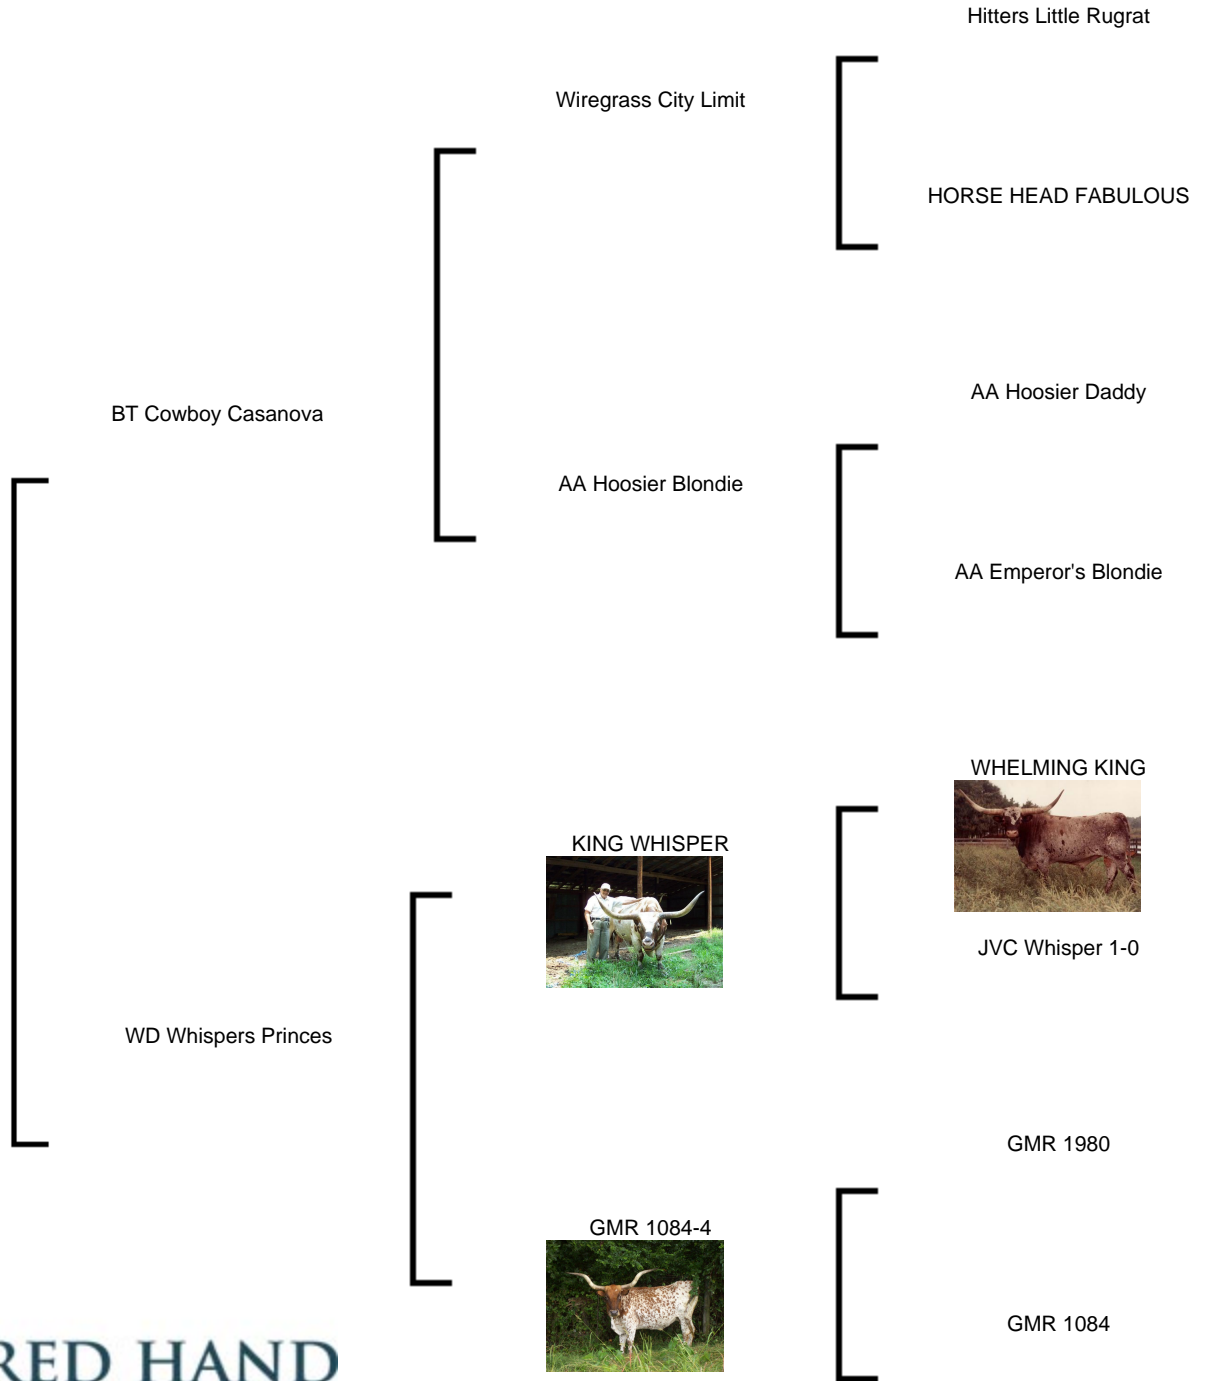 Hitters Little Rugrat
Wiregrass City Limit
HORSE HEAD FABULOUS
BT Cowboy Casanova
AA Hoosier Daddy
AA Hoosier Blondie
AA Emperor's Blondie
WHELMING KING
KING WHISPER
JVC Whisper 1-0
WD Whispers Princes
GMR 1980
GMR 1084-4
GMR 1084
RED HAND